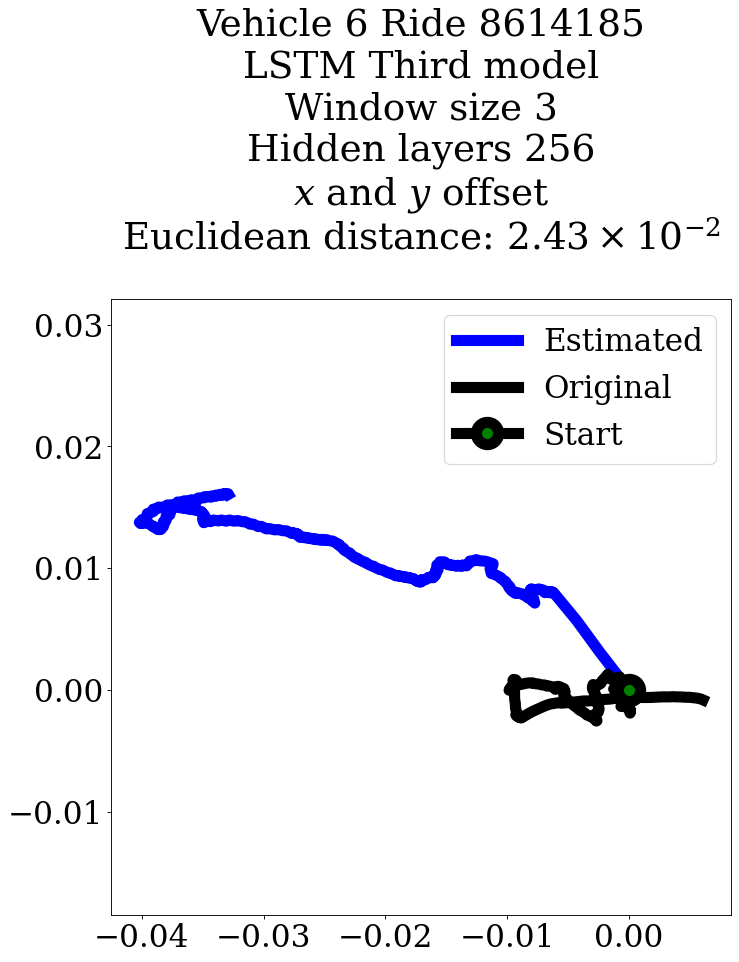 Vehicle 6 Ride 8614185
LSTM Third model
Window size 3
Hidden layers 256
x and y offset
Euclidean distance: 2.43 × 10⁻²
Estimated
Original
Start
0.03
0.02
0.01
0.00
−0.01
−0.04 −0.03 −0.02 −0.01 0.00